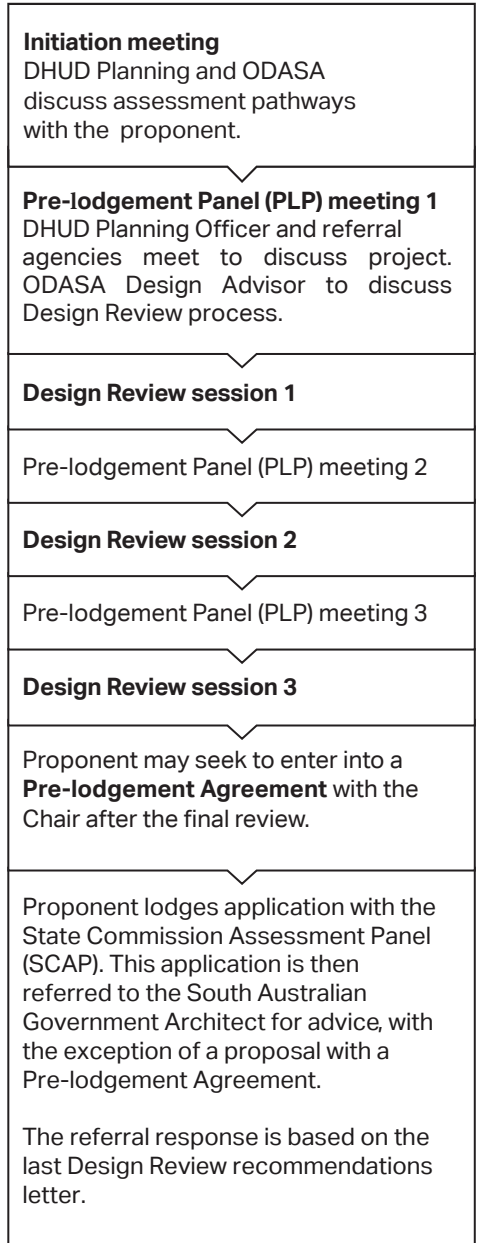 Initiation meeting
DHUD Planning and ODASA
discuss assessment pathways
with the proponent.
Pre-lodgement Panel (PLP) meeting 1
DHUD Planning Officer and referral
agencies meet to discuss project.
ODASA Design Advisor to discuss
Design Review process.
Design Review session 1
Pre-lodgement Panel (PLP) meeting 2
Design Review session 2
Pre-lodgement Panel (PLP) meeting 3
Design Review session 3
Proponent may seek to enter into a
Pre-lodgement Agreement with the
Chair after the final review.
Proponent lodges application with the
State Commission Assessment Panel
(SCAP). This application is then
referred to the South Australian
Government Architect for advice, with
the exception of a proposal with a
Pre-lodgement Agreement.
The referral response is based on the
last Design Review recommendations
letter.